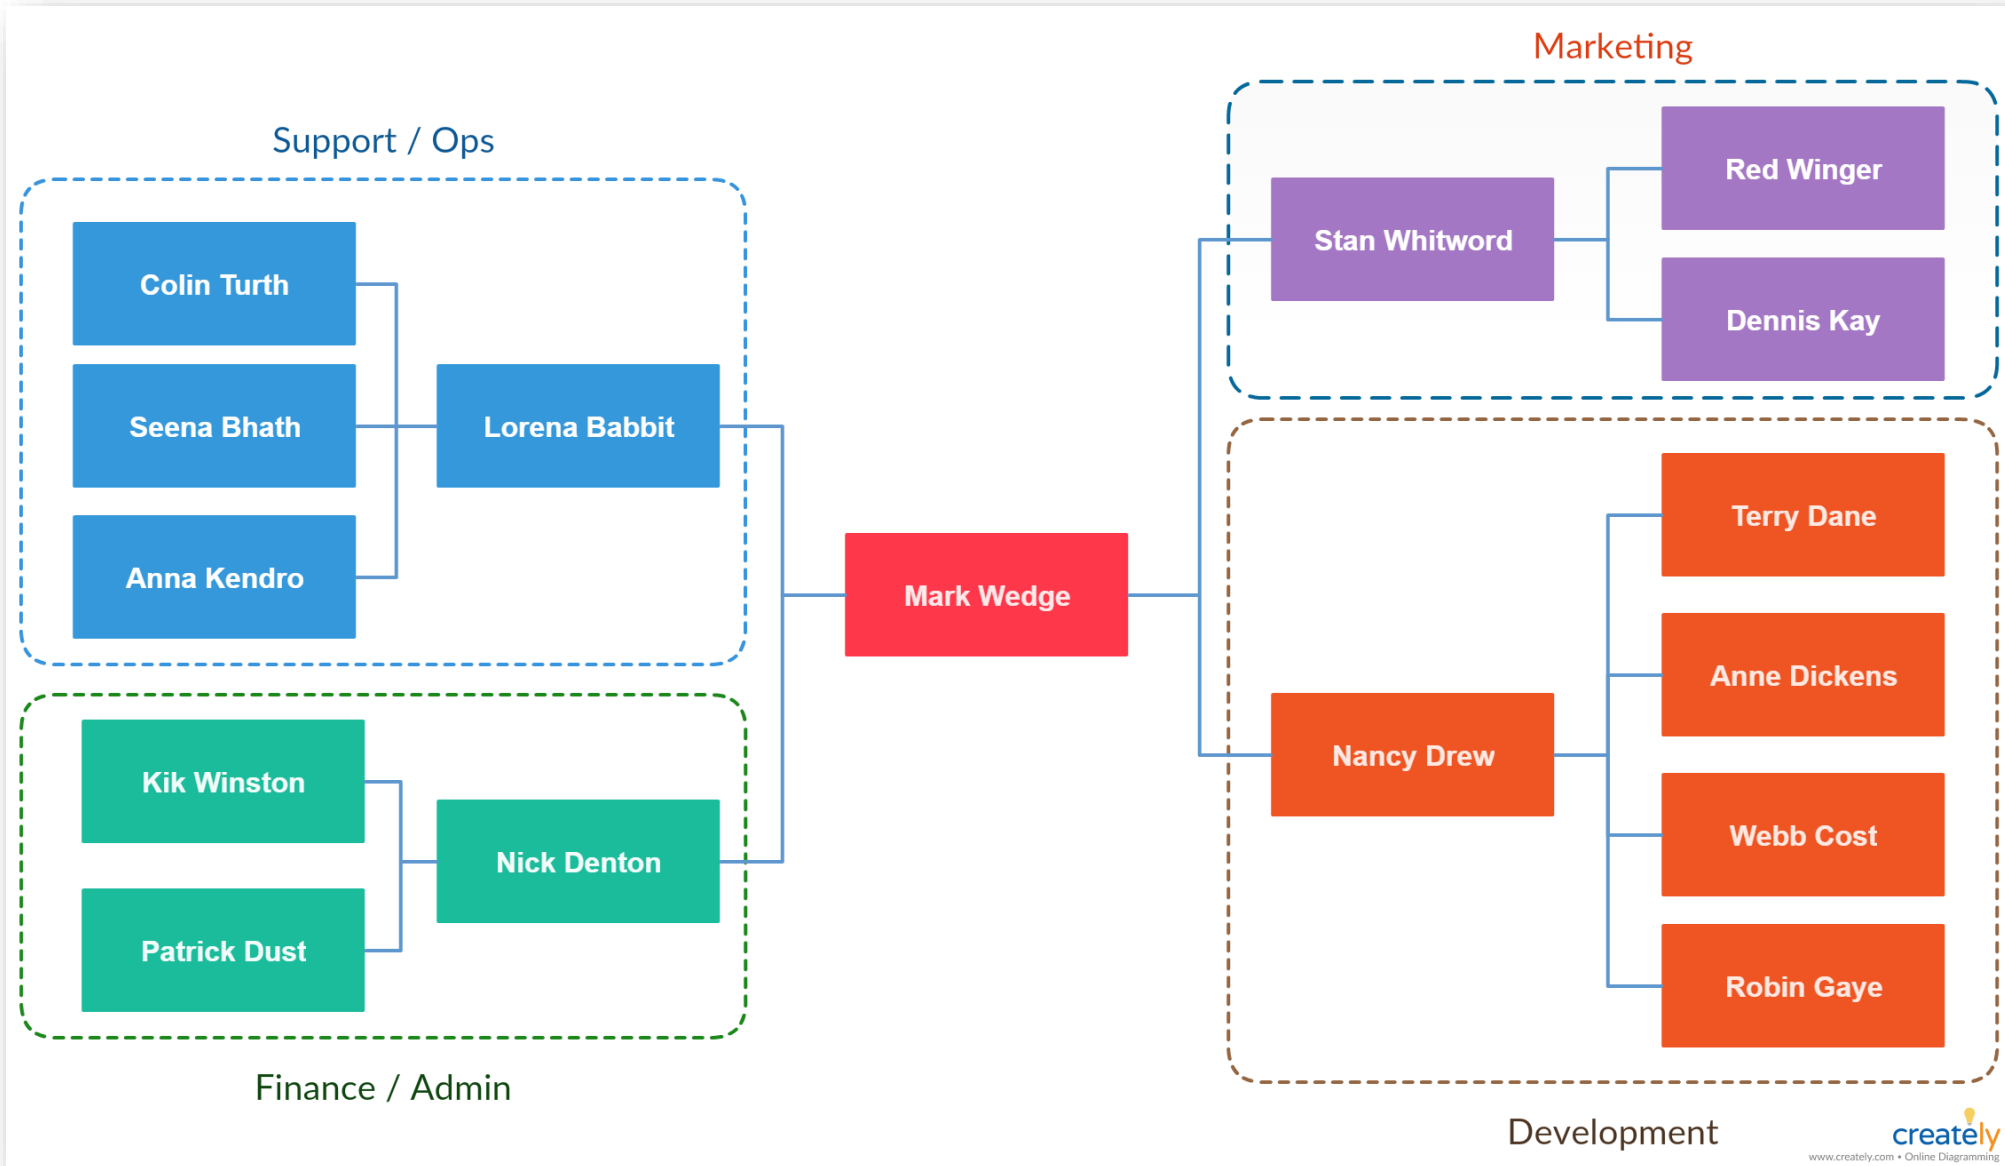 Support / Ops
Colin Turth
Seena Bhath
Anna Kendro
Lorena Babbit
Kik Winston
Patrick Dust
Nick Denton
Finance / Admin
Mark Wedge
Marketing
Stan Whitword
Red Winger
Dennis Kay
Nancy Drew
Terry Dane
Anne Dickens
Webb Cost
Robin Gaye
Development
creately
www.creately.com • Online Diagramming